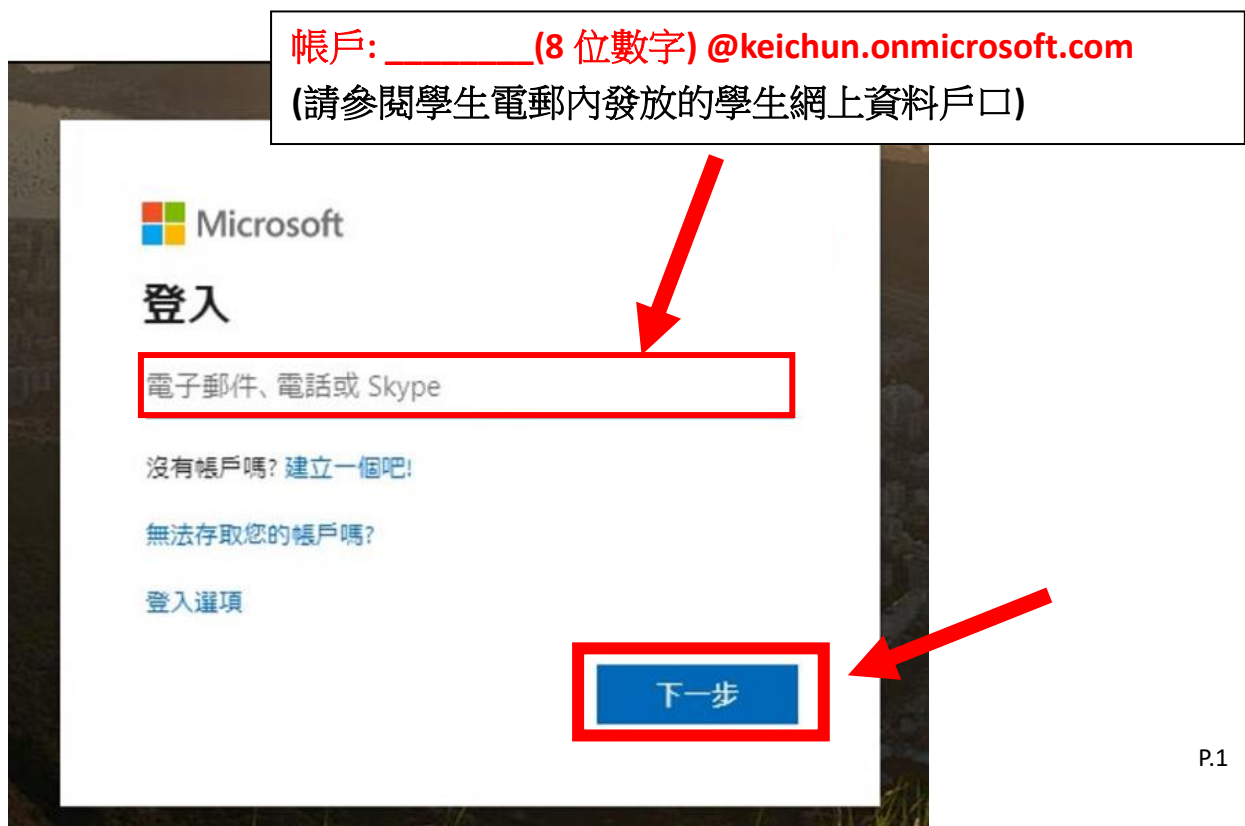 帳戶: ________(8 位數字) @keichun.onmicrosoft.com
(請參閱學生電郵內發放的學生網上資料戶口)
Microsoft
登入
電子郵件、電話或 Skype
沒有帳戶嗎? 建立一個吧!
無法存取您的帳戶嗎?
登入選項
下一步
P.1